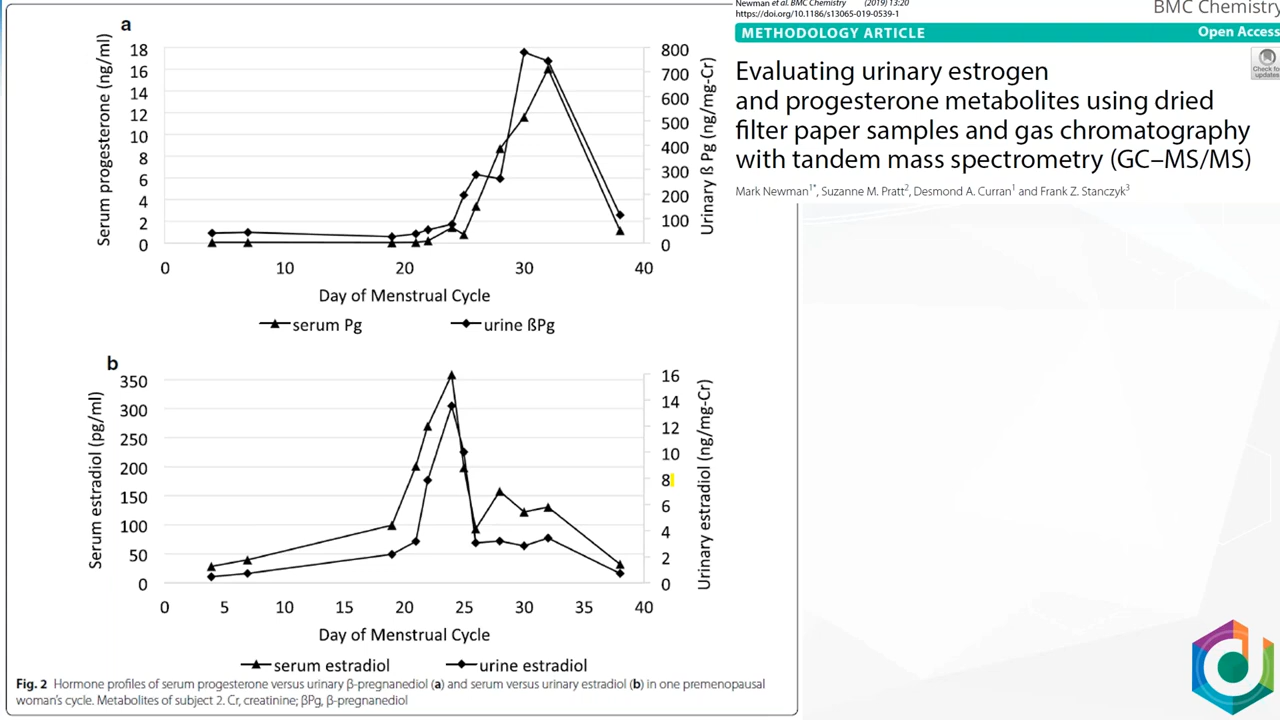 a
18
16
14
12
10
8
6
4
2
0
Serum progesterone (ng/ml)
800
700
600
500
400
300
200
100
0
Urinary ß Pg (ng/mg-Cr)
0 10 20 30 40
Day of Menstrual Cycle
serum Pg urine ßPg
b
350
300
250
200
150
100
50
0
Serum estradiol (pg/ml)
16
14
12
10
8
6
4
2
0
Urinary estradiol (ng/mg-Cr)
0 5 10 15 20 25 30 35 40
Day of Menstrual Cycle
serum estradiol urine estradiol
Fig. 2 Hormone profiles of serum progesterone versus urinary β-pregnanediol (a) and serum versus urinary estradiol (b) in one premenopausal
woman's cycle. Metabolites of subject 2. Cr, creatinine; βPg, β-pregnanediol
Newman et al. BMC Chemistry (2019) 13:20
https://doi.org/10.1186/s13065-019-0539-1
BMC Chemistry
METHODOLOGY ARTICLE Open Access
Check for
updates
Evaluating urinary estrogen
and progesterone metabolites using dried
filter paper samples and gas chromatography
with tandem mass spectrometry (GC–MS/MS)
Mark Newman1*, Suzanne M. Pratt2, Desmond A. Curran1 and Frank Z. Stanczyk3